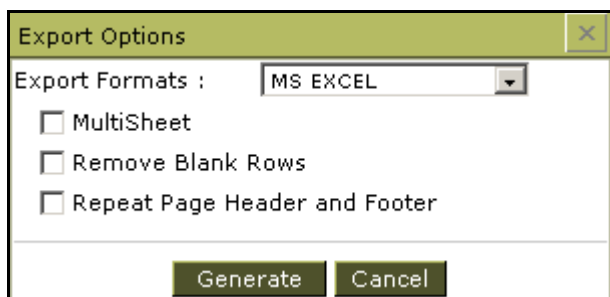 Export Options
Export Formats : MS EXCEL
MultiSheet
Remove Blank Rows
Repeat Page Header and Footer
Generate Cancel